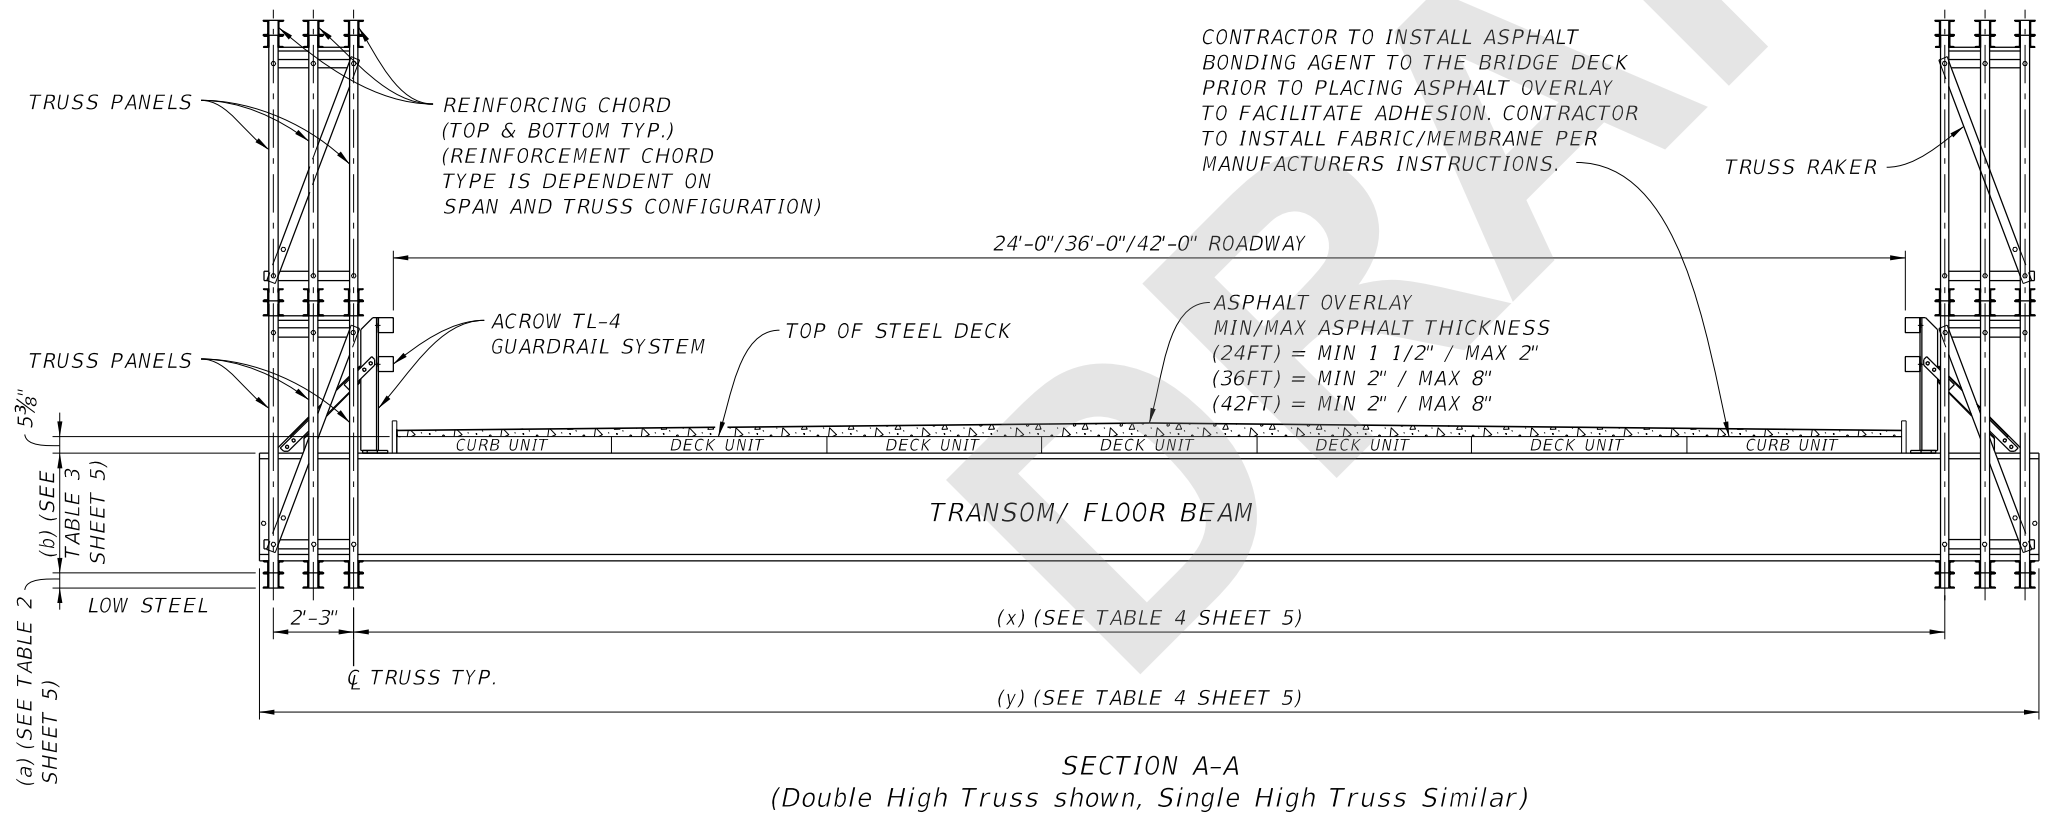 CONTRACTOR TO INSTALL ASPHALT
BONDING AGENT TO THE BRIDGE DECK
PRIOR TO PLACING ASPHALT OVERLAY
TO FACILITATE ADHESION. CONTRACTOR
TO INSTALL FABRIC/MEMBRANE PER
MANUFACTURERS INSTRUCTIONS.
TRUSS PANELS
REINFORCING CHORD
(TOP & BOTTOM TYP.)
(REINFORCEMENT CHORD
TYPE IS DEPENDENT ON
SPAN AND TRUSS CONFIGURATION)
TRUSS RAKER
24'-0"/36'-0"/42'-0" ROADWAY
ACROW TL-4
GUARDRAIL SYSTEM
TOP OF STEEL DECK
ASPHALT OVERLAY
MIN/MAX ASPHALT THICKNESS
(24FT) = MIN 1 1/2" / MAX 2"
(36FT) = MIN 2" / MAX 8"
(42FT) = MIN 2" / MAX 8"
TRUSS PANELS
5⅜"
CURB UNIT
DECK UNIT
DECK UNIT
DECK UNIT
DECK UNIT
DECK UNIT
CURB UNIT
(b) (SEE
TABLE 3
SHEET 5)
TRANSOM/ FLOOR BEAM
(a) (SEE TABLE 2
SHEET 5)
LOW STEEL
2'-3"
(x) (SEE TABLE 4 SHEET 5)
℄ TRUSS TYP.
(y) (SEE TABLE 4 SHEET 5)
SECTION A-A
(Double High Truss shown, Single High Truss Similar)